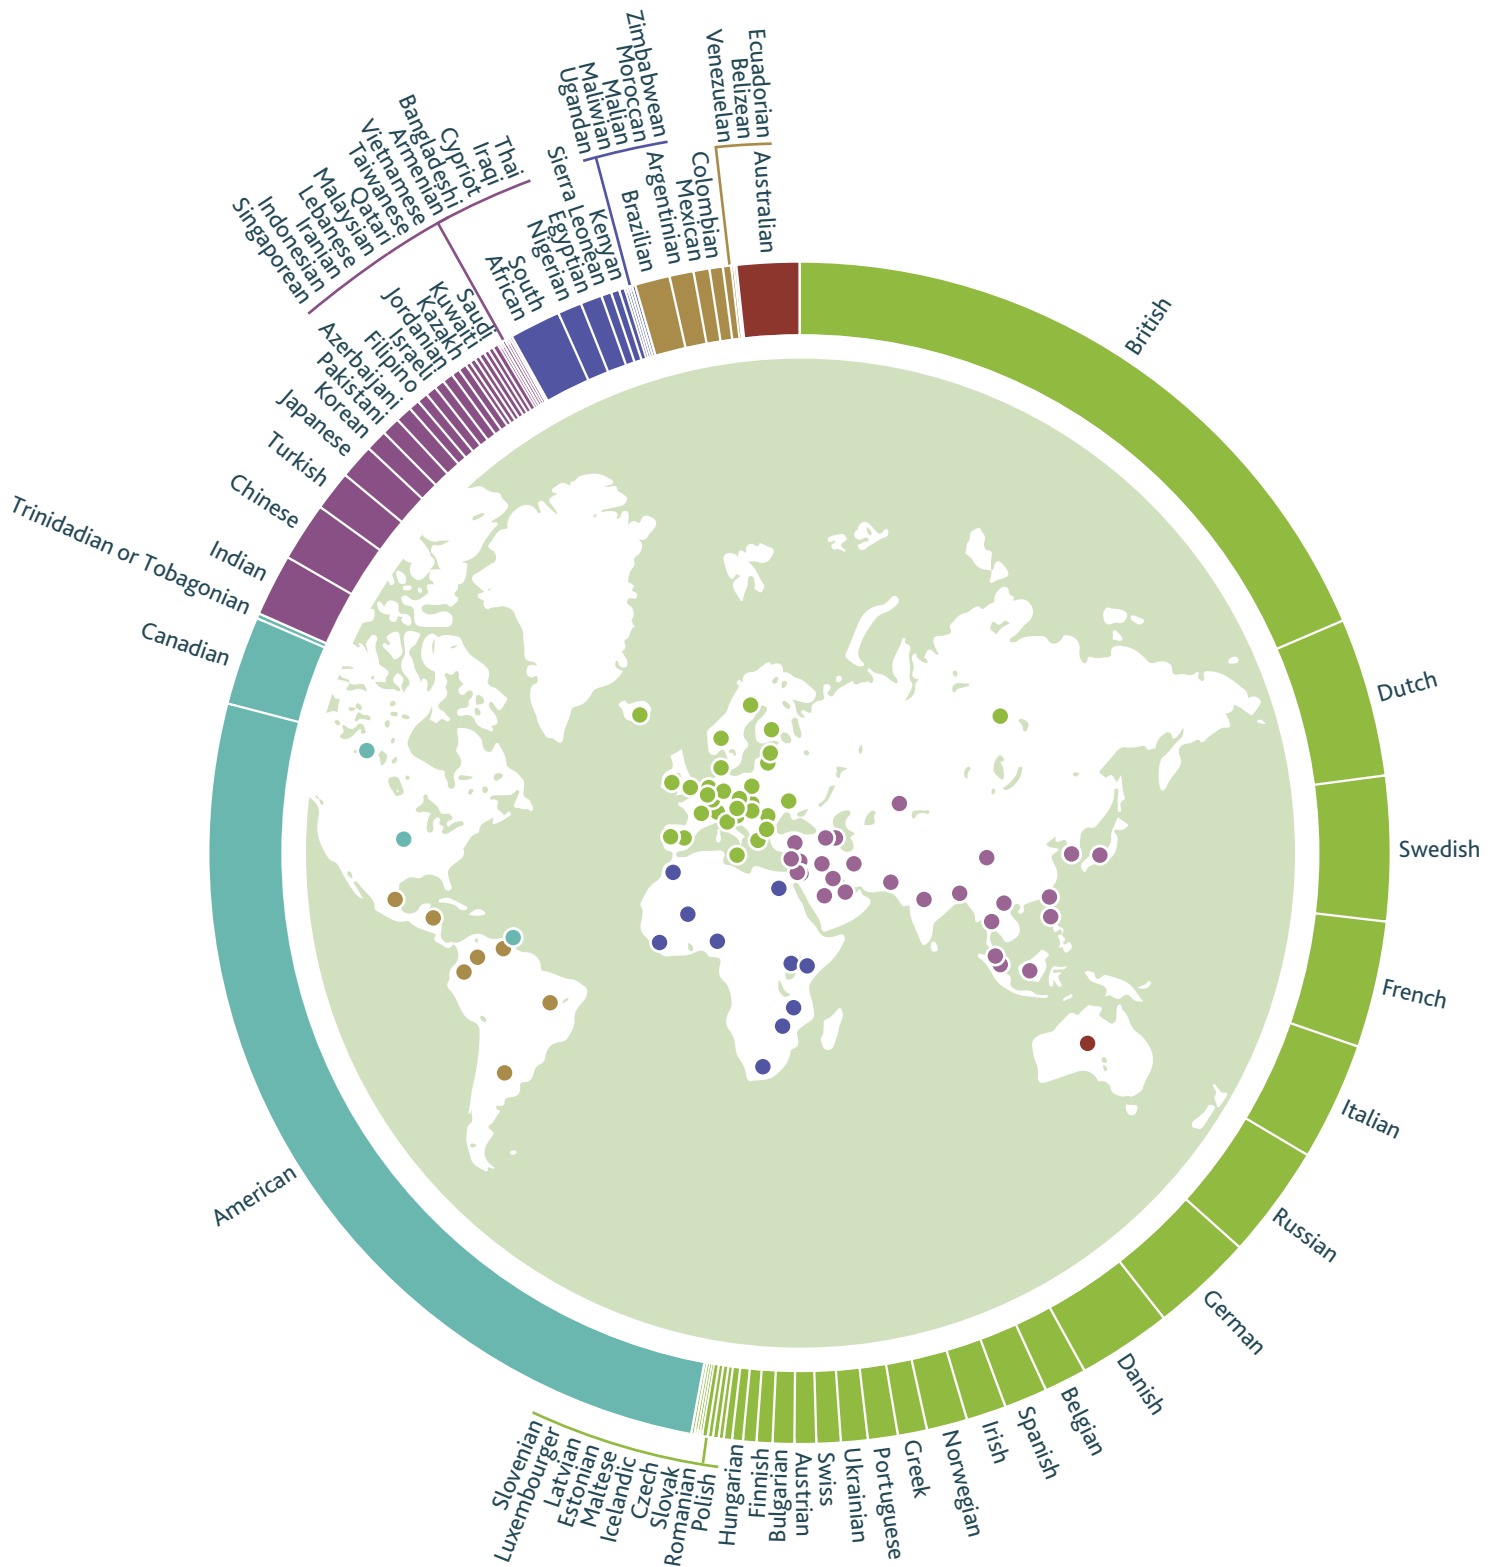 British
Dutch
Swedish
French
Italian
Russian
German
Danish
Belgian
Spanish
Irish
Norwegian
Greek
Portuguese
Ukrainian
Swiss
Austrian
Bulgarian
Finnish
Hungarian
Polish
Romanian
Slovak
Czech
Icelandic
Maltese
Estonian
Latvian
Luxembourger
Slovenian
American
Canadian
Trinidadian or Tobagonian
Indian
Chinese
Turkish
Japanese
Korean
Pakistani
Azerbaijani
Filipino
Israeli
Jordanian
Kazakh
Kuwaiti
Saudi
Singaporean
Indonesian
Iranian
Lebanese
Malaysian
Qatari
Taiwanese
Vietnamese
Armenian
Bangladeshi
Cypriot
Iraqi
Thai
South
African
Nigerian
Egyptian
Sierra Leonean
Kenyan
Ugandan
Maliwian
Malian
Moroccan
Zimbabwean
Brazilian
Argentinian
Mexican
Colombian
Venezuelan
Belizean
Ecuadorian
Australian